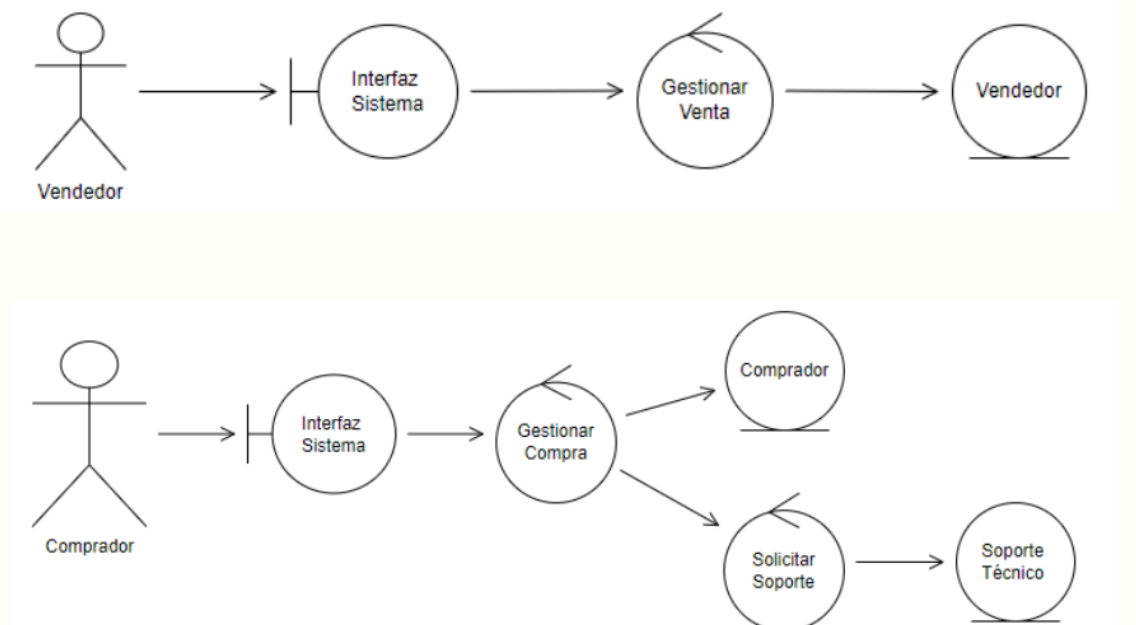 Interfaz
Sistema
Gestionar
Venta
Vendedor
Vendedor
Comprador
Interfaz
Sistema
Gestionar
Compra
Comprador
Solicitar
Soporte
Soporte
Técnico